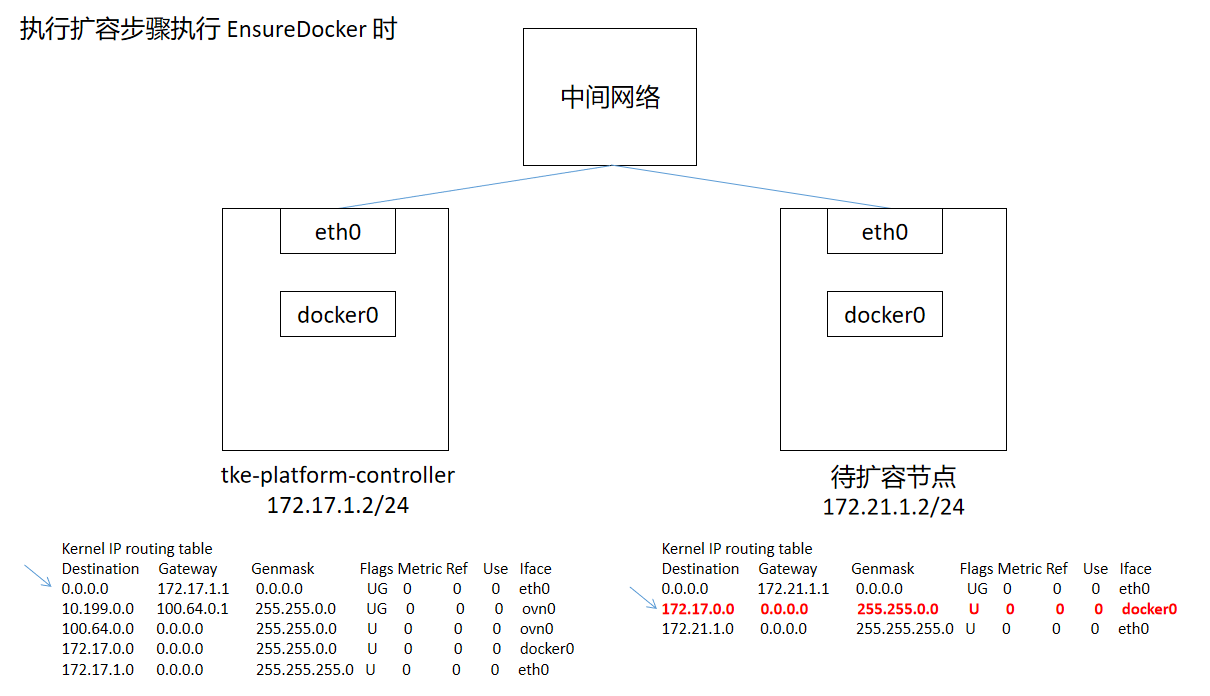 执行扩容步骤执行 EnsureDocker 时
中间网络
eth0
docker0
tke-platform-controller
172.17.1.2/24
Kernel IP routing table
Destination Gateway Genmask Flags Metric Ref Use Iface
0.0.0.0 172.17.1.1 0.0.0.0 UG 0 0 0 eth0
10.199.0.0 100.64.0.1 255.255.0.0 UG 0 0 0 ovn0
100.64.0.0 0.0.0.0 255.255.0.0 U 0 0 0 ovn0
172.17.0.0 0.0.0.0 255.255.0.0 U 0 0 0 docker0
172.17.1.0 0.0.0.0 255.255.255.0 U 0 0 0 eth0
eth0
docker0
待扩容节点
172.21.1.2/24
Kernel IP routing table
Destination Gateway Genmask Flags Metric Ref Use Iface
0.0.0.0 172.21.1.1 0.0.0.0 UG 0 0 0 eth0
172.17.0.0 0.0.0.0 255.255.0.0 U 0 0 0 docker0
172.21.1.0 0.0.0.0 255.255.255.0 U 0 0 0 eth0